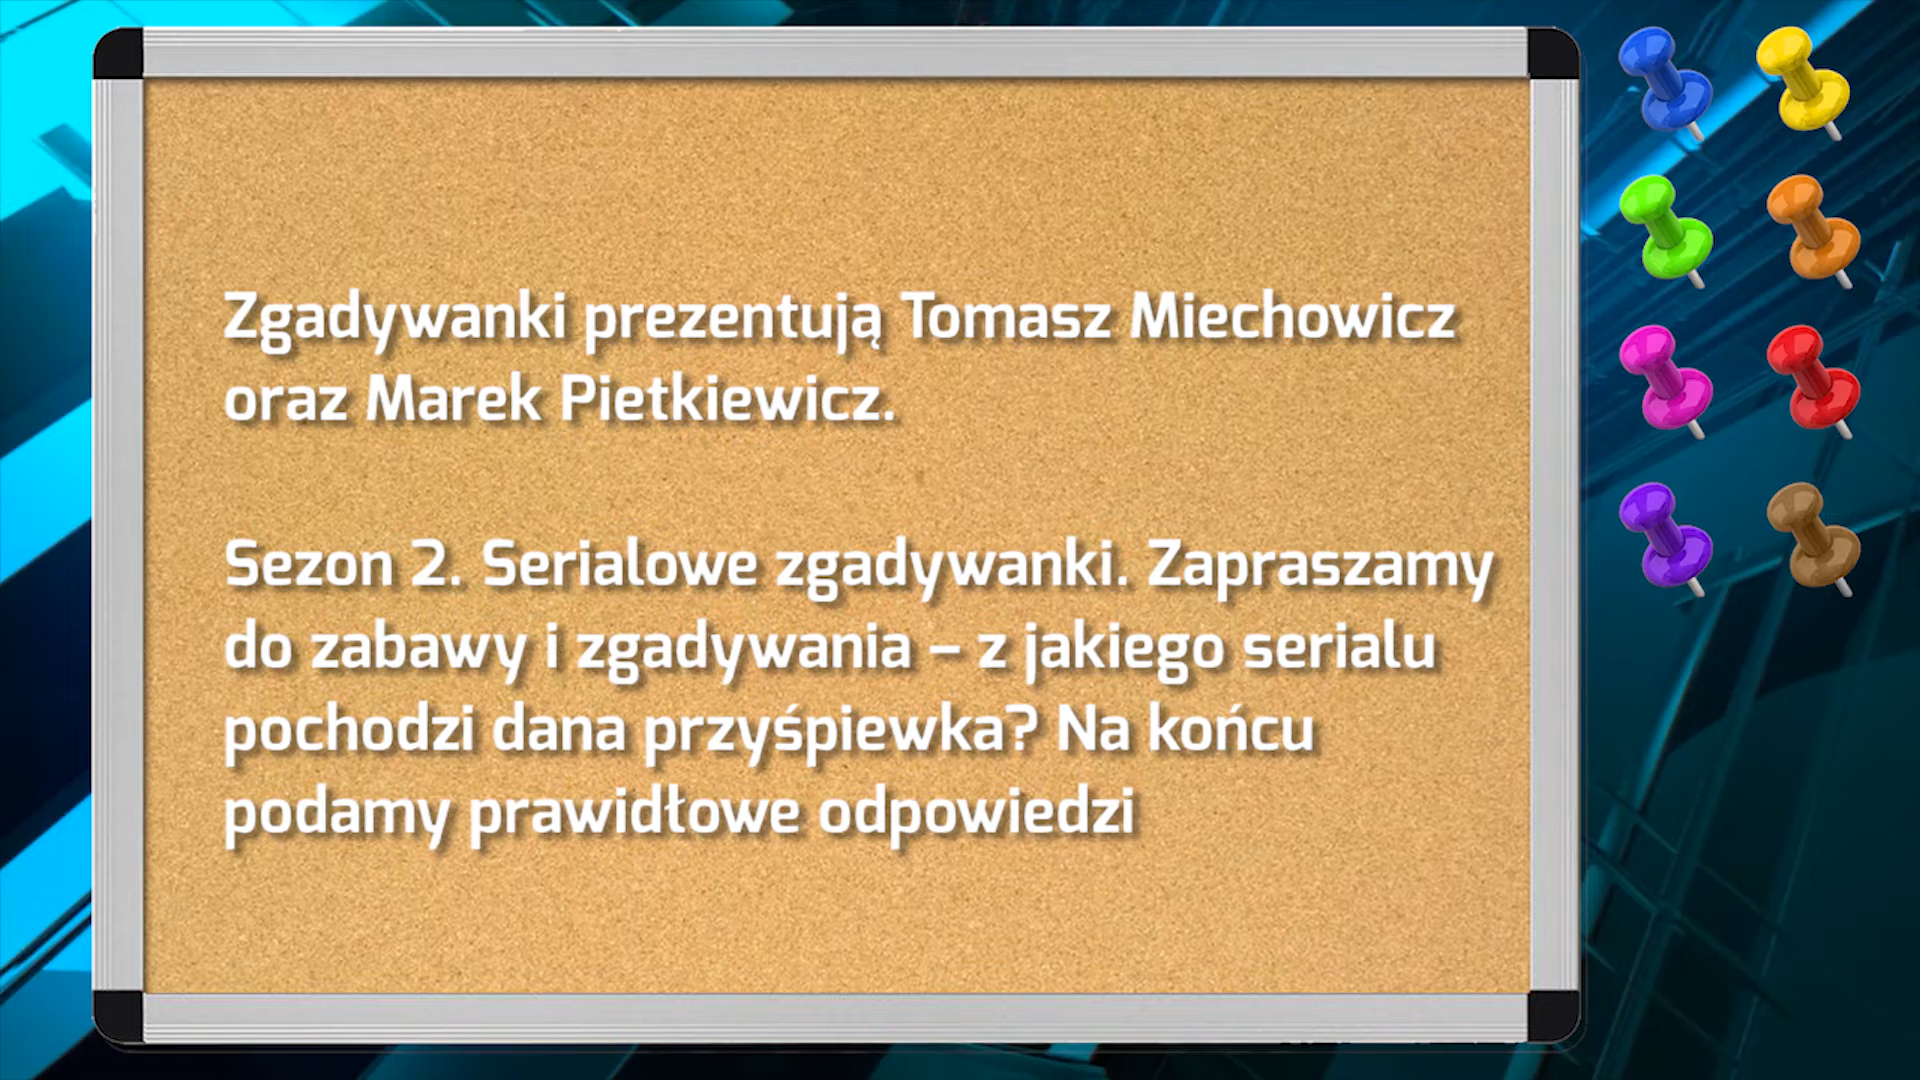 Zgadywanki prezentują Tomasz Miechowicz
oraz Marek Pietkiewicz.
Sezon 2. Serialowe zgadywanki. Zapraszamy
do zabawy i zgadywania – z jakiego serialu
pochodzi dana przyśpiewka? Na końcu
podamy prawidłowe odpowiedzi